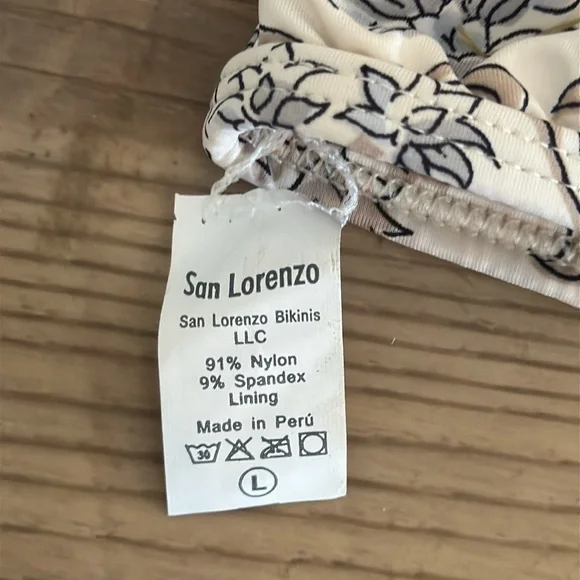 San Lorenzo
San Lorenzo Bikinis
LLC
91% Nylon
9% Spandex
Lining
Made in Perú
30
L